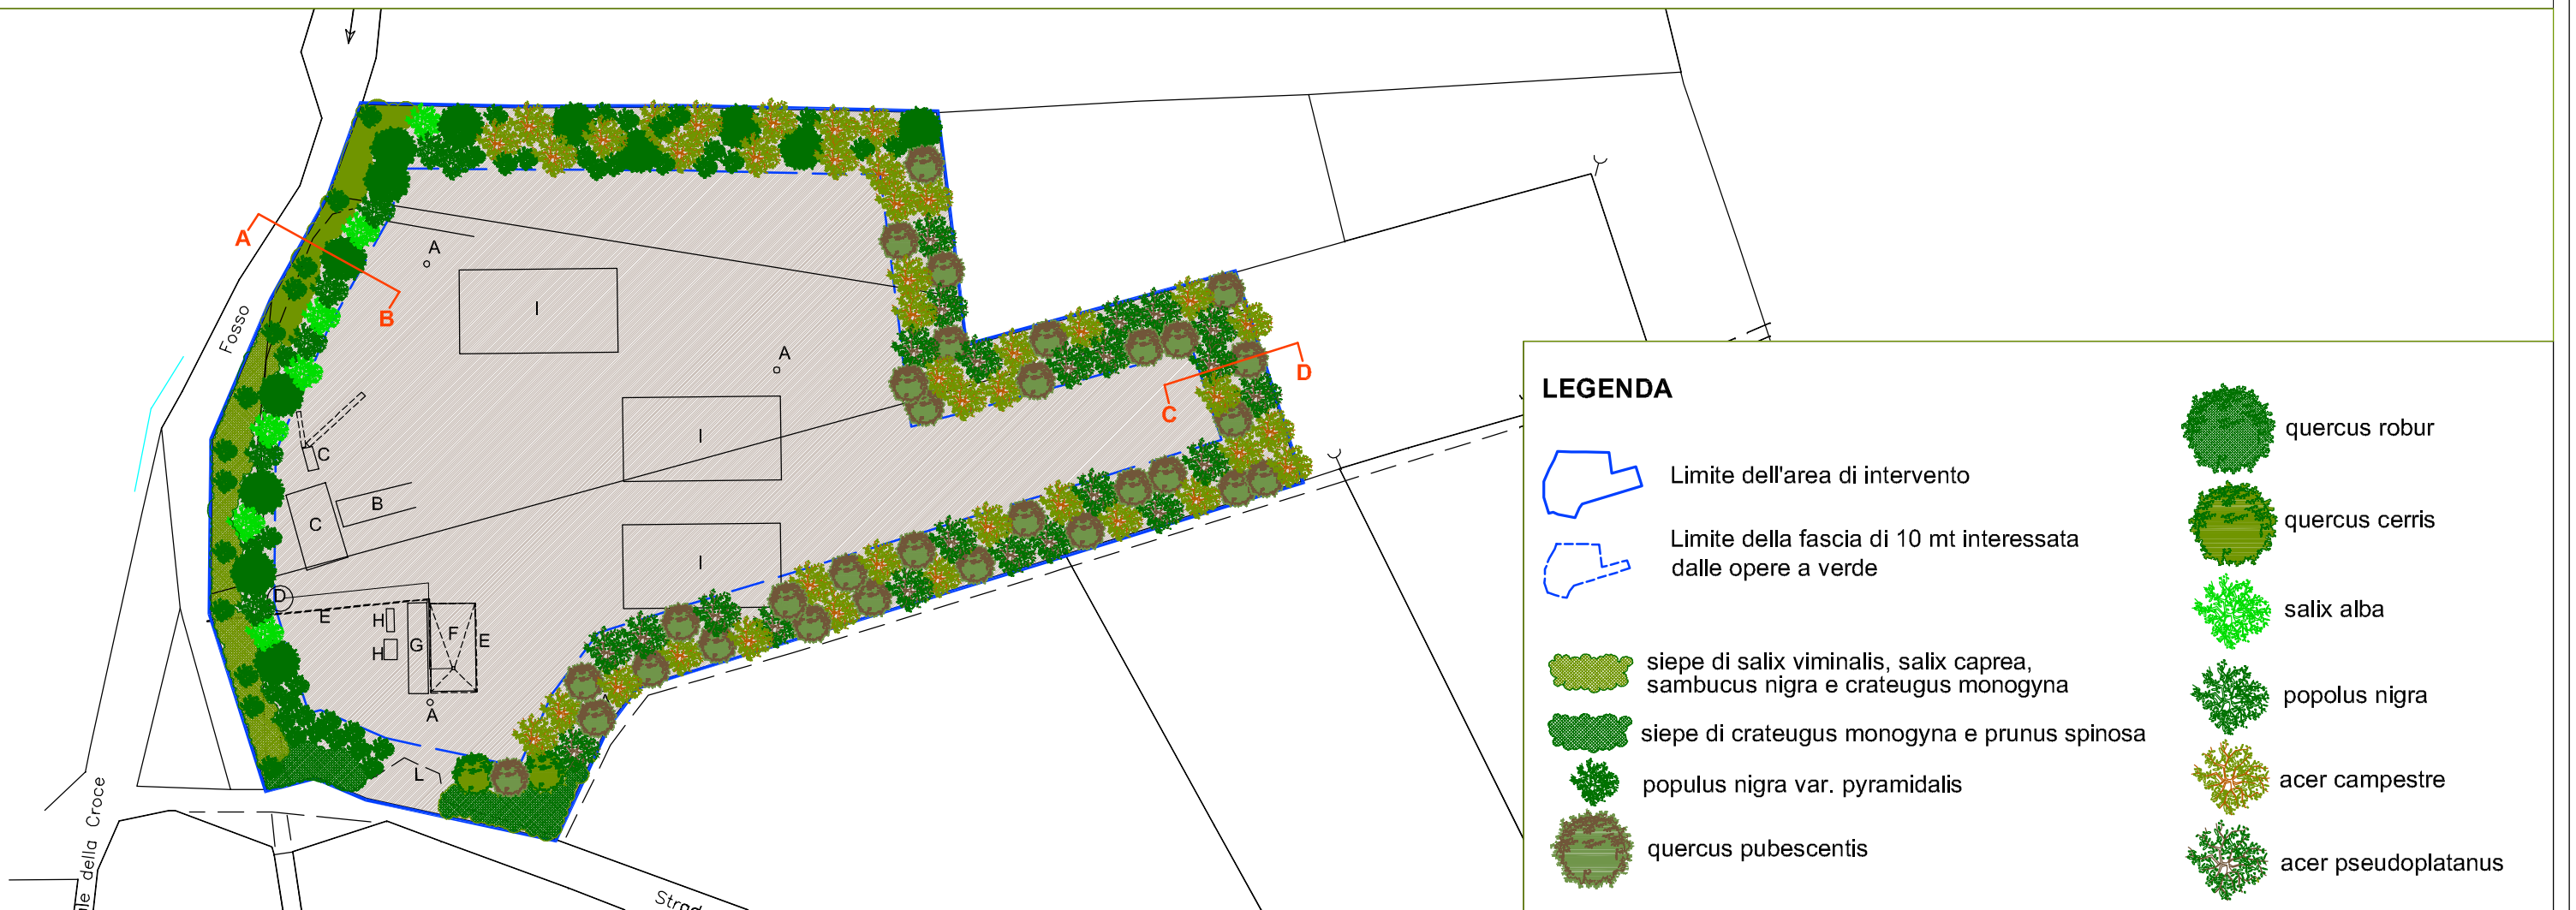 A
B
Fosso
A
I
A
I
C
C
B
I
D
E
H
H
G
F
E
A
L
C
D
LEGENDA
Limite dell'area di intervento
Limite della fascia di 10 mt interessata
dalle opere a verde
siepe di salix viminalis, salix caprea,
sambucus nigra e crateugus monogyna
siepe di crateugus monogyna e prunus spinosa
populus nigra var. pyramidalis
quercus pubescentis
quercus robur
quercus cerris
salix alba
popolus nigra
acer campestre
acer pseudoplatanus
della Croce